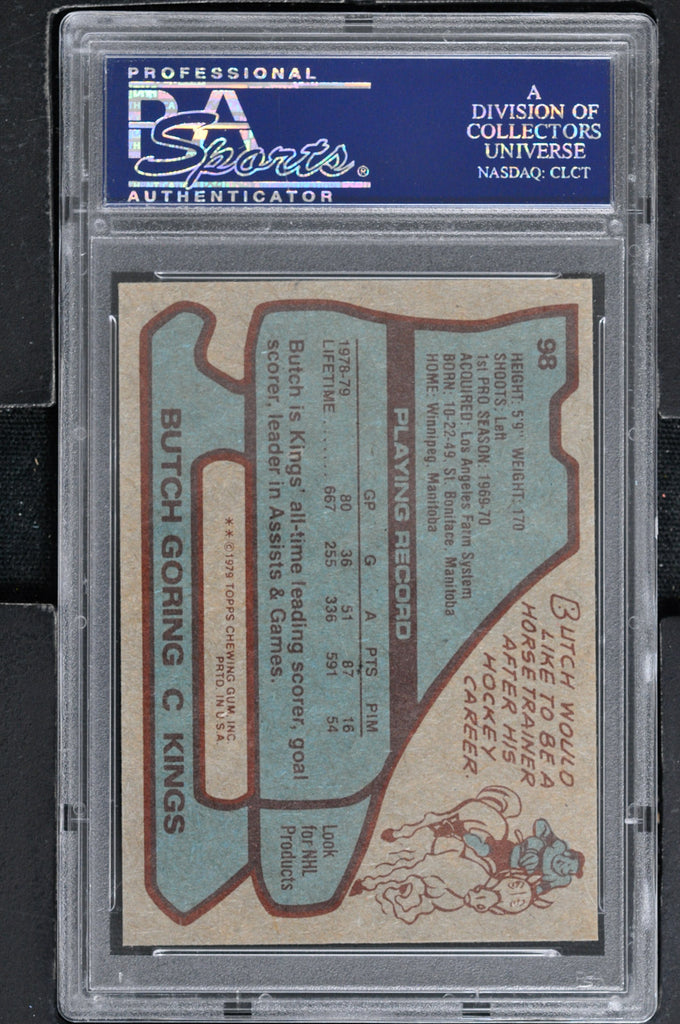 PROFESSIONAL
PSA
Sports®
AUTHENTICATOR
A
DIVISION OF
COLLECTORS
UNIVERSE
NASDAQ: CLCT
98
HEIGHT: 5'9" WEIGHT: 170
SHOOTS: Left
1st PRO SEASON: 1969-70
ACQUIRED: Los Angeles Farm System
BORN: 10-22-49, St. Boniface, Manitoba
HOME: Winnipeg, Manitoba
BUTCH WOULD
LIKE TO BE A
HORSE TRAINER
AFTER HIS
HOCKEY
CAREER.
PLAYING RECORD
GP G A PTS PIM
1978-79 80 36 51 87 16
LIFETIME........ 667 255 336 591 54
Butch is Kings' all-time leading scorer, goal
scorer, leader in Assists & Games.
Look
for NHL
Products
**©1979 TOPPS CHEWING GUM, INC.
PRTD. IN U.S.A.
BUTCH GORING C KINGS